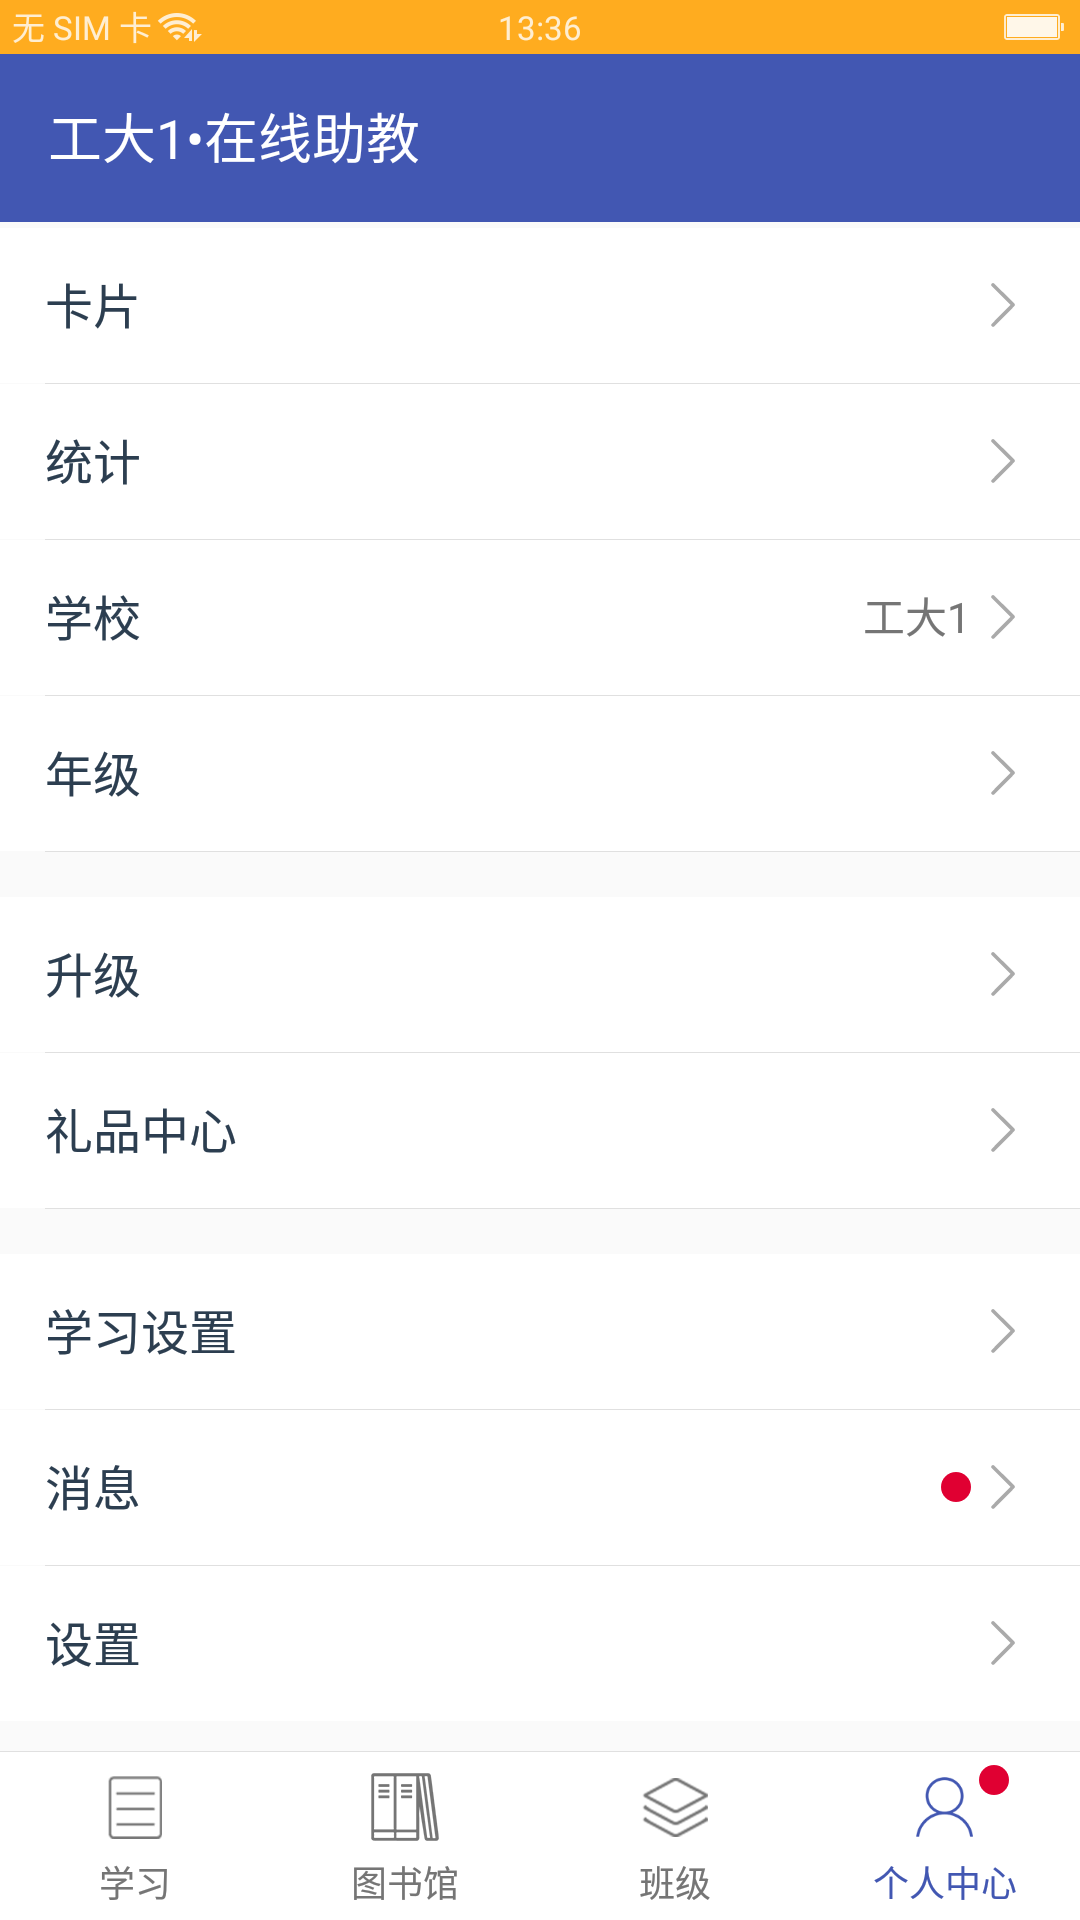 无 SIM 卡 13:36
工大1•在线助教
卡片
统计
学校 工大1
年级
升级
礼品中心
学习设置
消息
设置
学习 图书馆 班级 个人中心